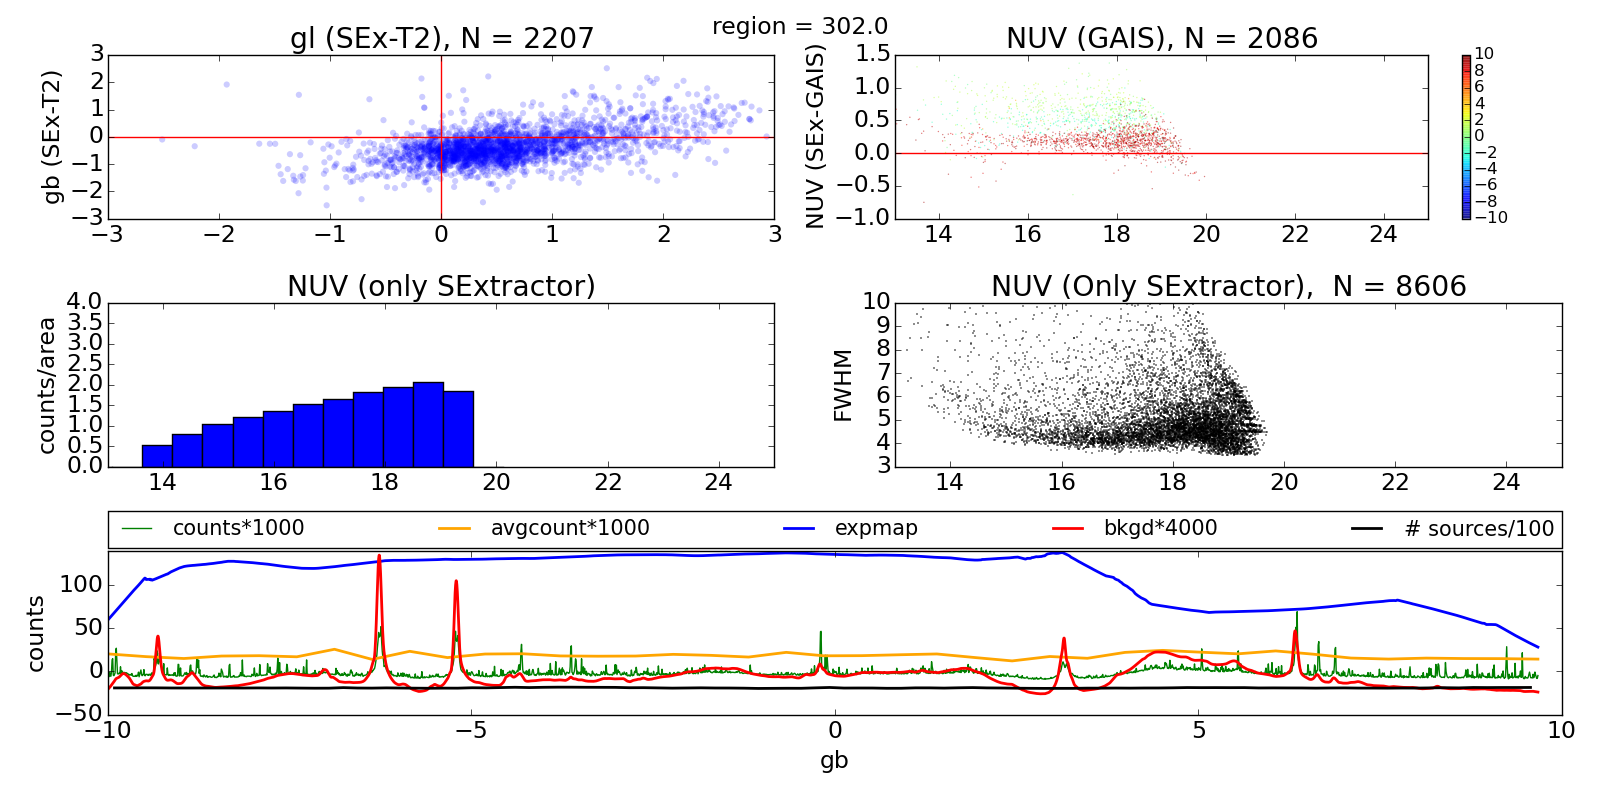 region = 302.0
gl (SEx-T2), N = 2207
gb (SEx-T2)
3
2
1
0
−1
−2
−3
−3 −2 −1 0 1 2 3
NUV (GAIS), N = 2086
NUV (SEx-GAIS)
1.5
1.0
0.5
0.0
−0.5
−1.0
14 16 18 20 22 24
10
8
6
4
2
0
−2
−4
−6
−8
−10
NUV (only SExtractor)
counts/area
4.0
3.5
3.0
2.5
2.0
1.5
1.0
0.5
0.0
14 16 18 20 22 24
NUV (Only SExtractor), N = 8606
FWHM
10
9
8
7
6
5
4
3
14 16 18 20 22 24
counts*1000 avgcount*1000 expmap bkgd*4000 # sources/100
counts
100
50
0
−50
−10 −5 0 5 10
gb